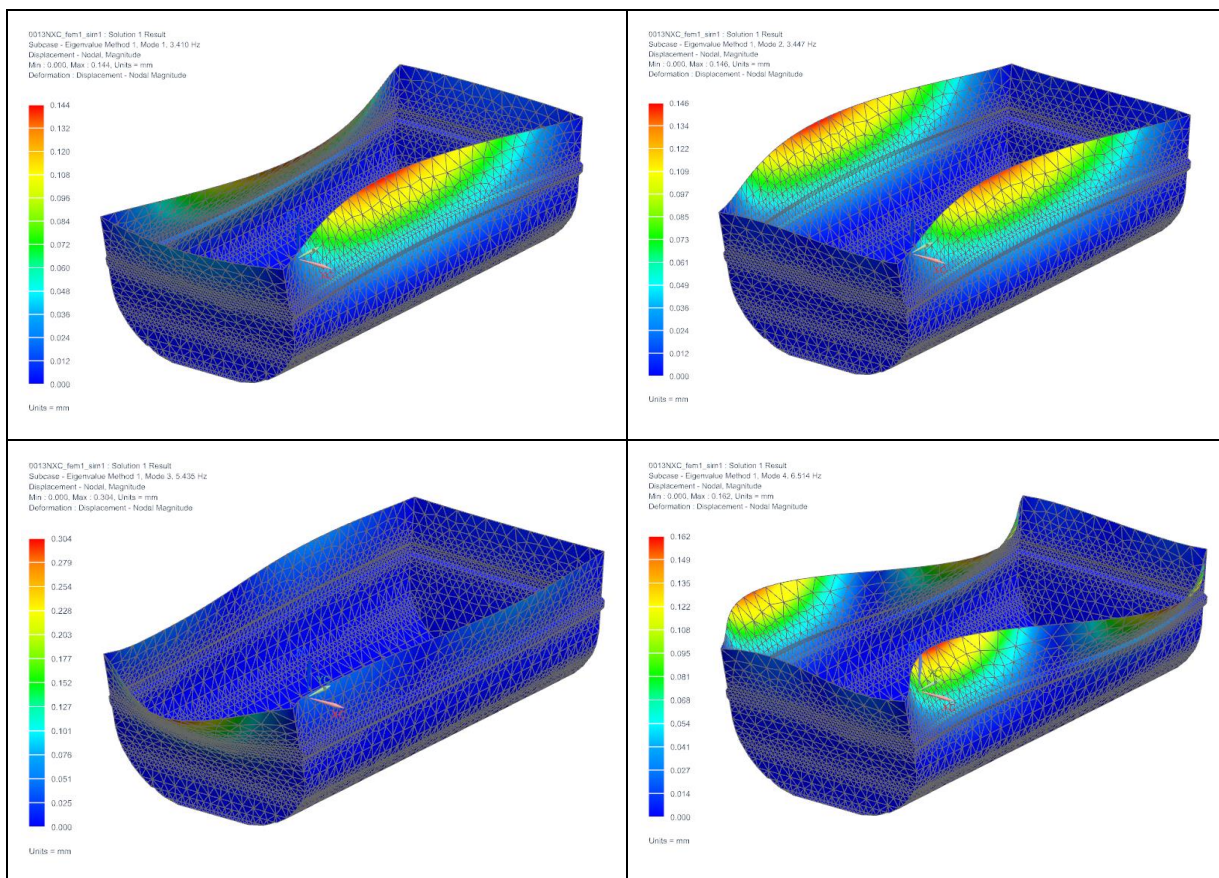 0013NXC_fem1_sim1 : Solution 1 Result
Subcase - Eigenvalue Method 1, Mode 1, 3.410 Hz
Displacement - Nodal, Magnitude
Min : 0.000, Max : 0.144, Units = mm
Deformation : Displacement - Nodal Magnitude
0.144
0.132
0.120
0.108
0.096
0.084
0.072
0.060
0.048
0.036
0.024
0.012
0.000
Units = mm
0013NXC_fem1_sim1 : Solution 1 Result
Subcase - Eigenvalue Method 1, Mode 2, 3.447 Hz
Displacement - Nodal, Magnitude
Min : 0.000, Max : 0.146, Units = mm
Deformation : Displacement - Nodal Magnitude
0.146
0.134
0.122
0.109
0.097
0.085
0.073
0.061
0.049
0.036
0.024
0.012
0.000
Units = mm
0013NXC_fem1_sim1 : Solution 1 Result
Subcase - Eigenvalue Method 1, Mode 3, 5.435 Hz
Displacement - Nodal, Magnitude
Min : 0.000, Max : 0.304, Units = mm
Deformation : Displacement - Nodal Magnitude
0.304
0.279
0.254
0.228
0.203
0.177
0.152
0.127
0.101
0.076
0.051
0.025
0.000
Units = mm
0013NXC_fem1_sim1 : Solution 1 Result
Subcase - Eigenvalue Method 1, Mode 4, 6.514 Hz
Displacement - Nodal, Magnitude
Min : 0.000, Max : 0.162, Units = mm
Deformation : Displacement - Nodal Magnitude
0.162
0.149
0.135
0.122
0.108
0.095
0.081
0.068
0.054
0.041
0.027
0.014
0.000
Units = mm